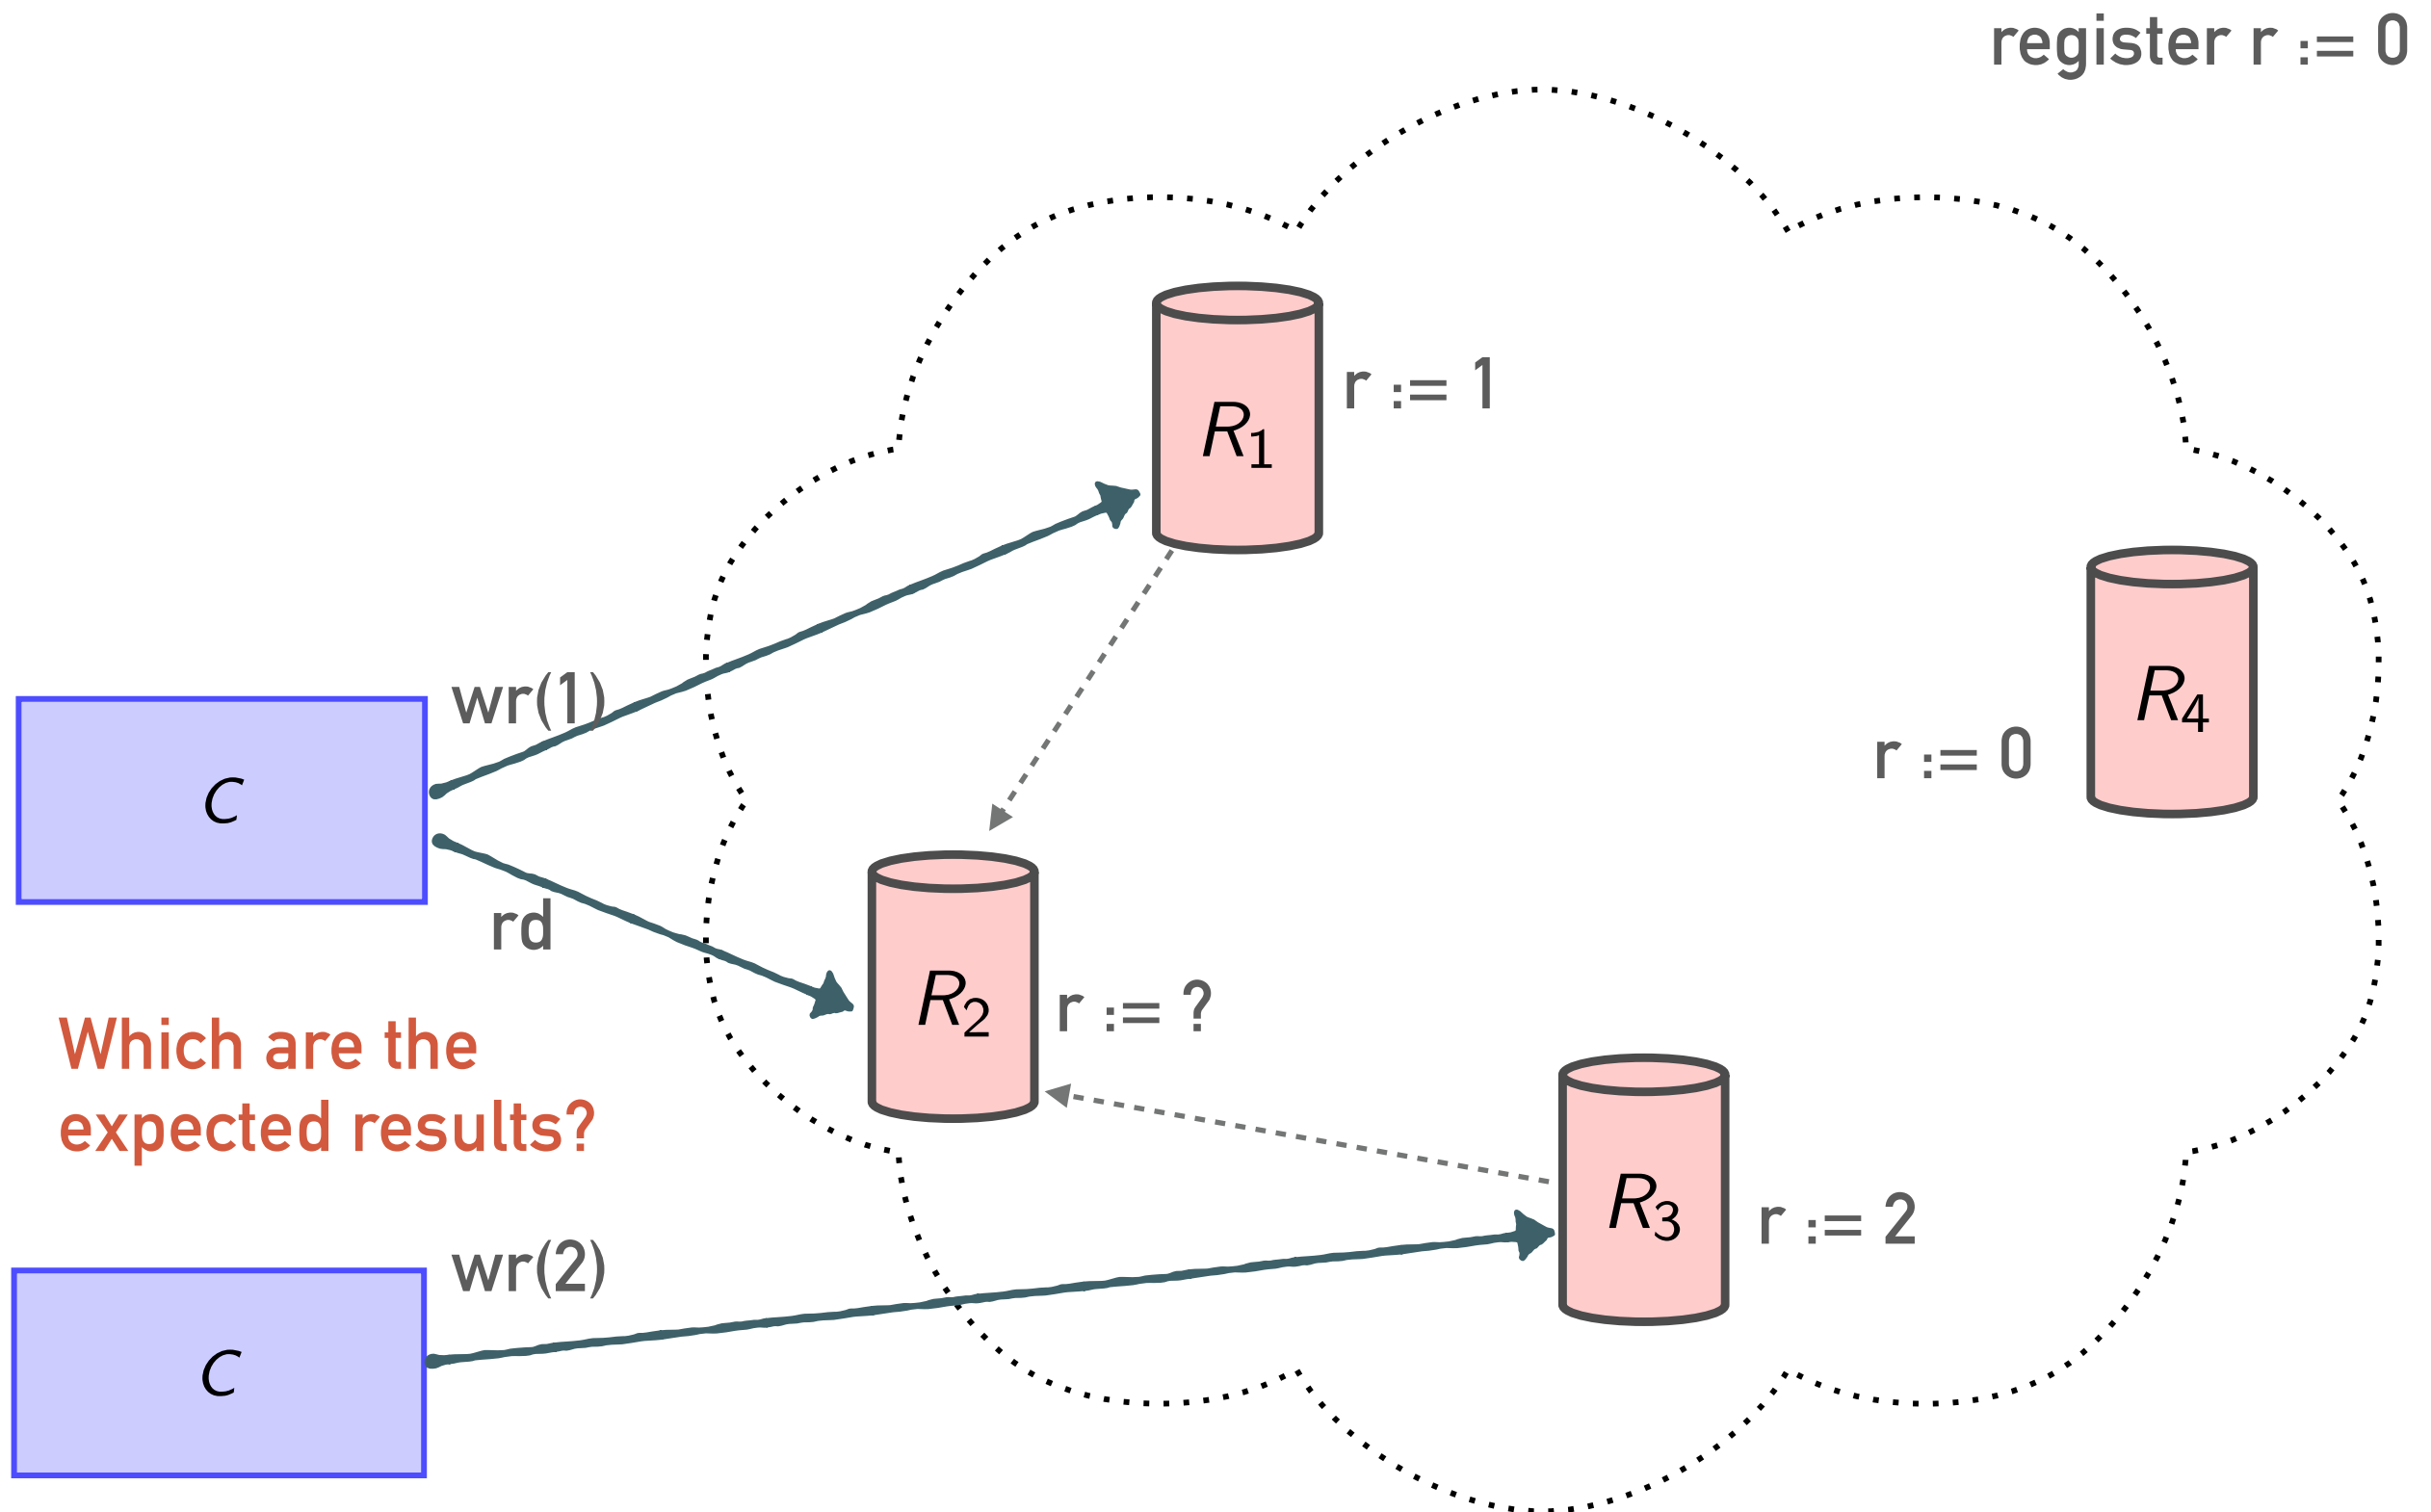 register r := 0
r := 1
R₁
R₄
wr(1)
r := 0
C
rd
R₂
r := ?
Which are the
expected results?
R₃
r := 2
wr(2)
C